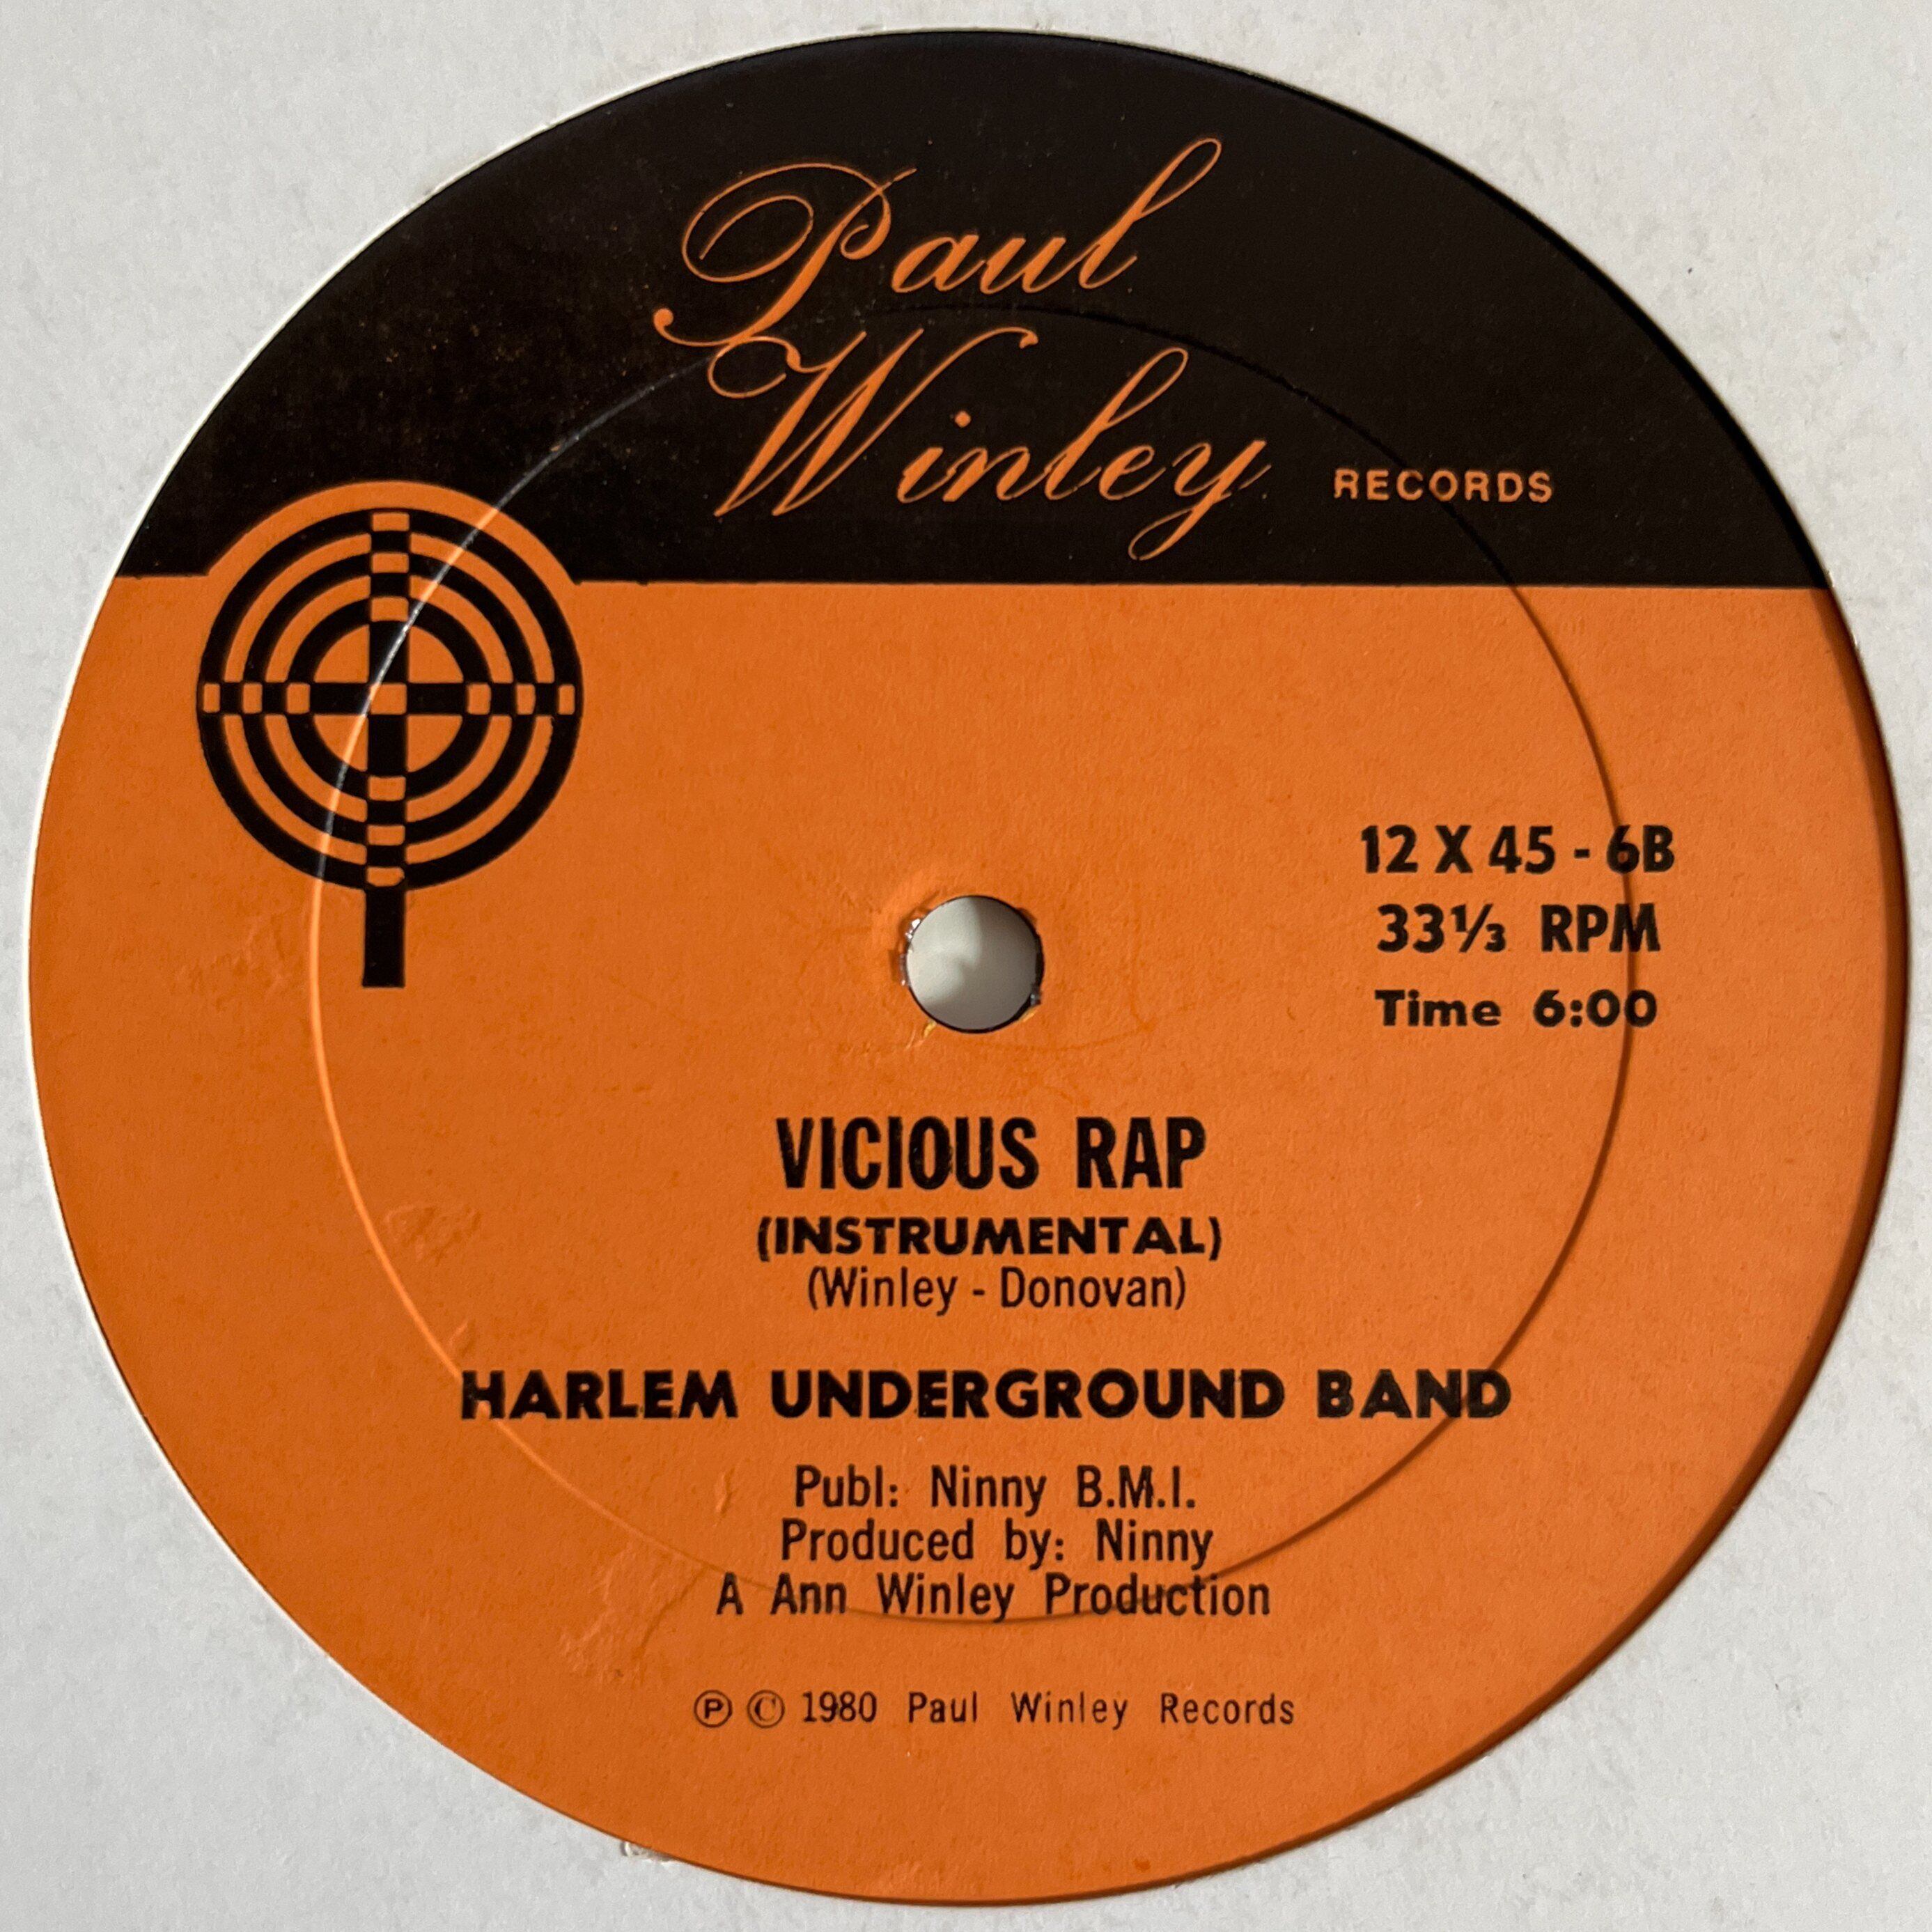 Paul
Winley RECORDS
12 X 45 - 6B
33⅓ RPM
Time 6:00
VICIOUS RAP
(INSTRUMENTAL)
(Winley - Donovan)
HARLEM UNDERGROUND BAND
Publ: Ninny B.M.I.
Produced by: Ninny
A Ann Winley Production
℗ © 1980 Paul Winley Records